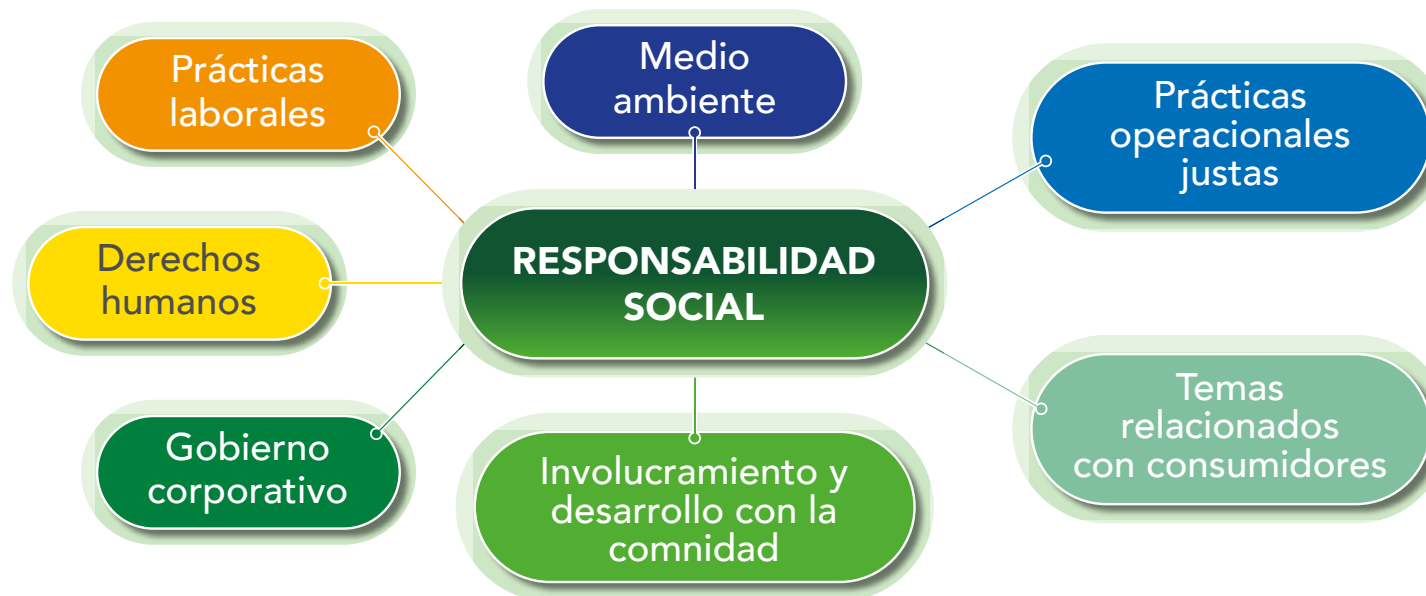 Prácticas
laborales
Medio
ambiente
Prácticas
operacionales
justas
Derechos
humanos
RESPONSABILIDAD
SOCIAL
Gobierno
corporativo
Involucramiento y
desarrollo con la
comnidad
Temas
relacionados
con consumidores